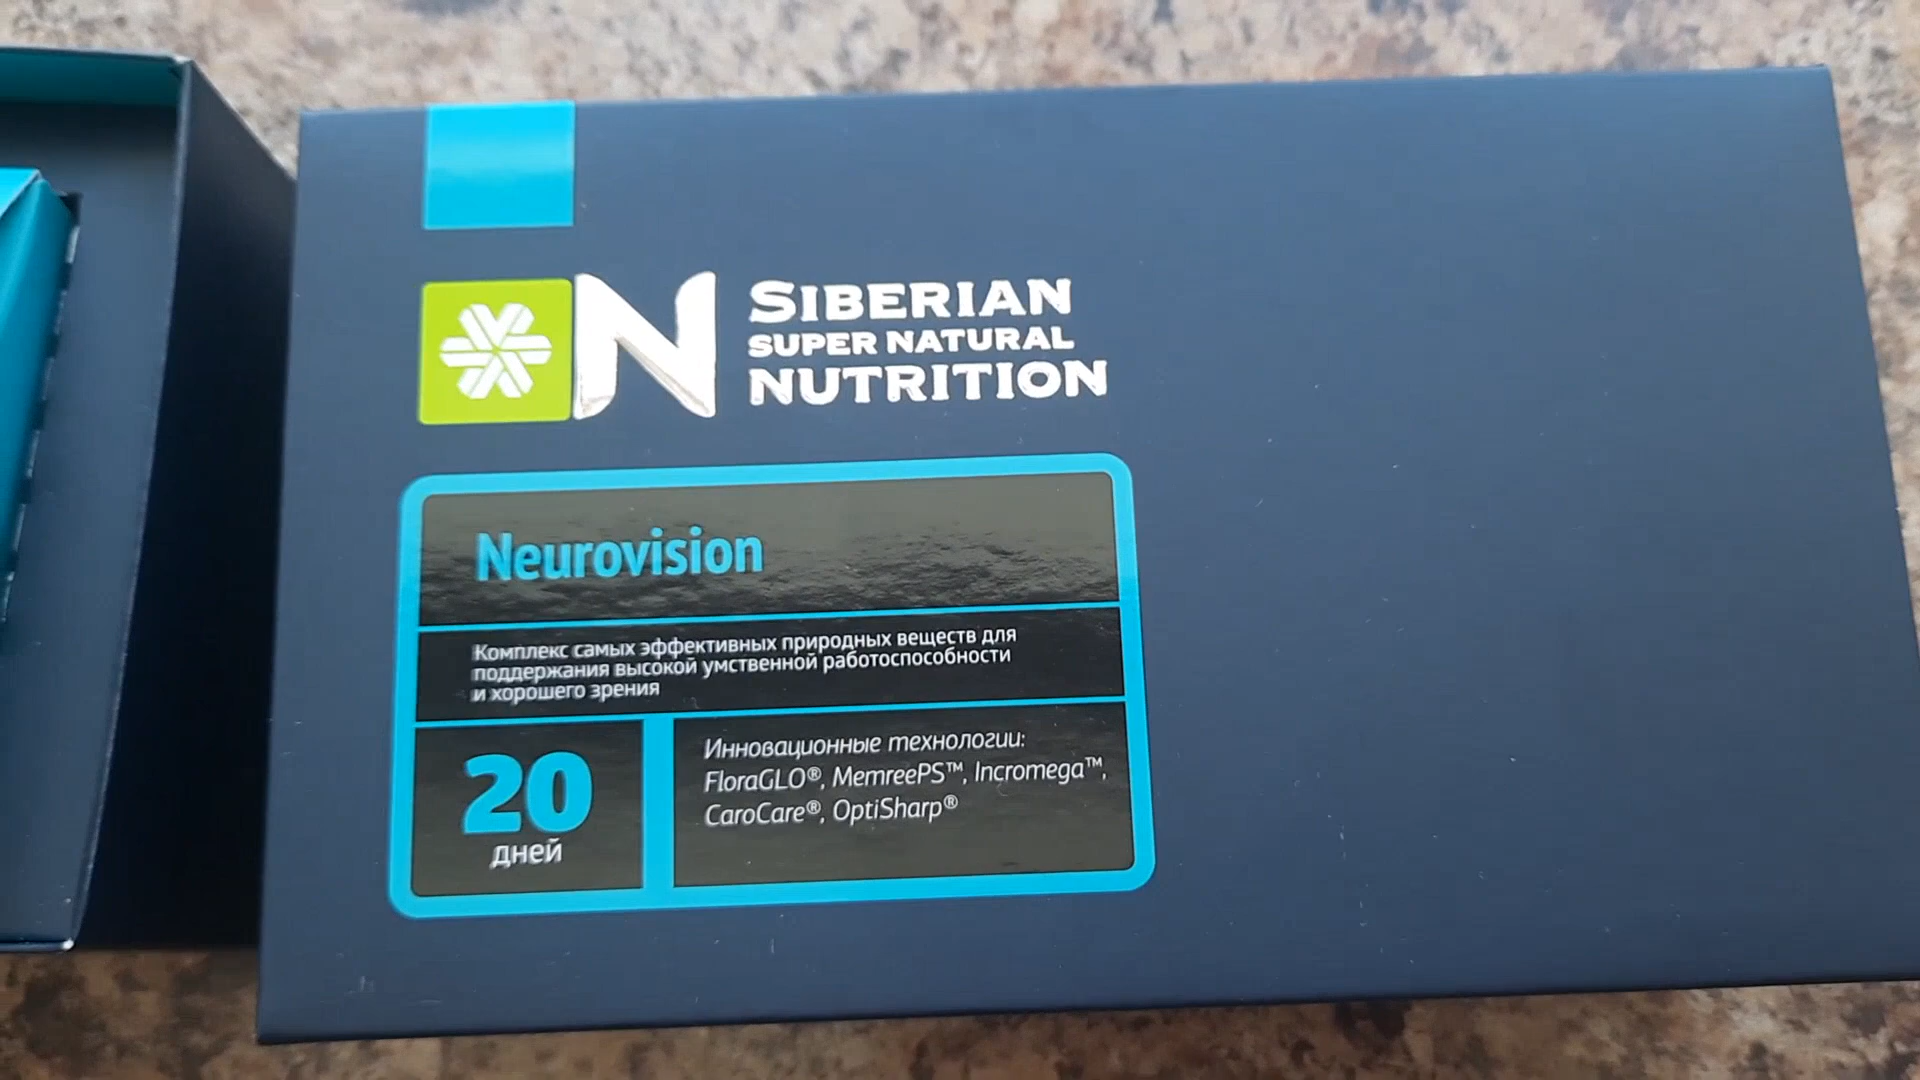 N
SIBERIAN
SUPER NATURAL
NUTRITION
Neurovision
Комплекс самых эффективных природных веществ для
поддержания высокой умственной работоспособности
и хорошего зрения
20
дней
Инновационные технологии:
FloraGLO®, MemreePS™, Incromega™,
CaroCare®, OptiSharp®